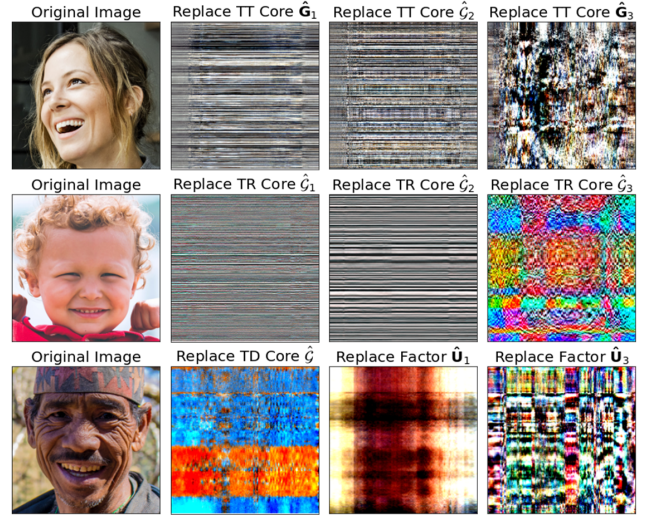 Original Image Replace TT Core Ĝ₁ Replace TT Core 𝒢̂₂ Replace TT Core Ĝ₃
Original Image Replace TR Core 𝒢̂₁ Replace TR Core 𝒢̂₂ Replace TR Core 𝒢̂₃
Original Image Replace TD Core 𝒢̂ Replace Factor Û₁ Replace Factor Û₃